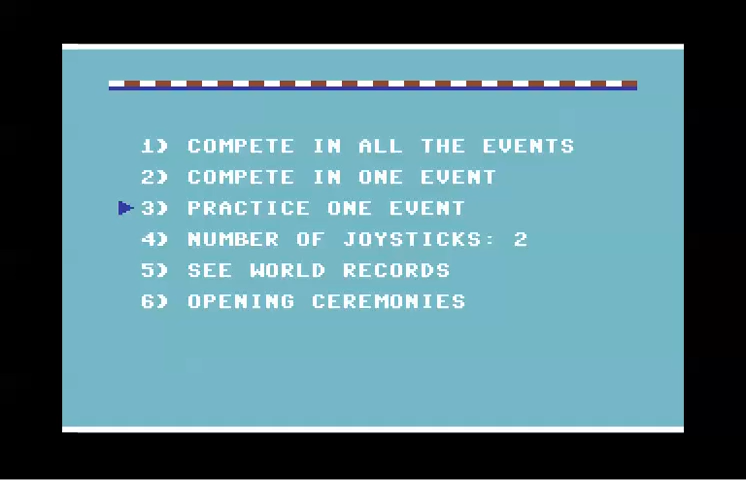 1) COMPETE IN ALL THE EVENTS
2) COMPETE IN ONE EVENT
3) PRACTICE ONE EVENT
4) NUMBER OF JOYSTICKS: 2
5) SEE WORLD RECORDS
6) OPENING CEREMONIES